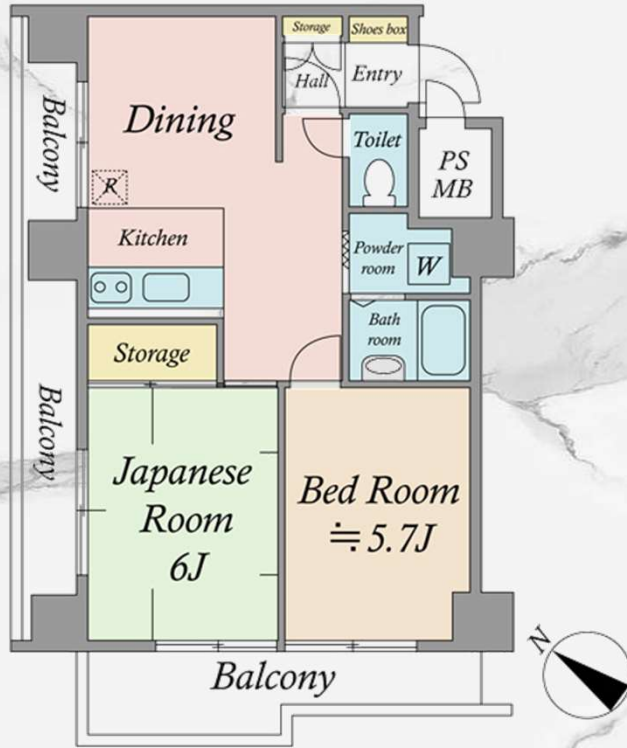 Storage
Shoes box
Hall
Entry
Balcony
Dining
Toilet
PS
MB
R
Kitchen
Powder
room
W
Bath
room
Storage
Balcony
Japanese
Room
6J
Bed Room
≒5.7J
Balcony
N